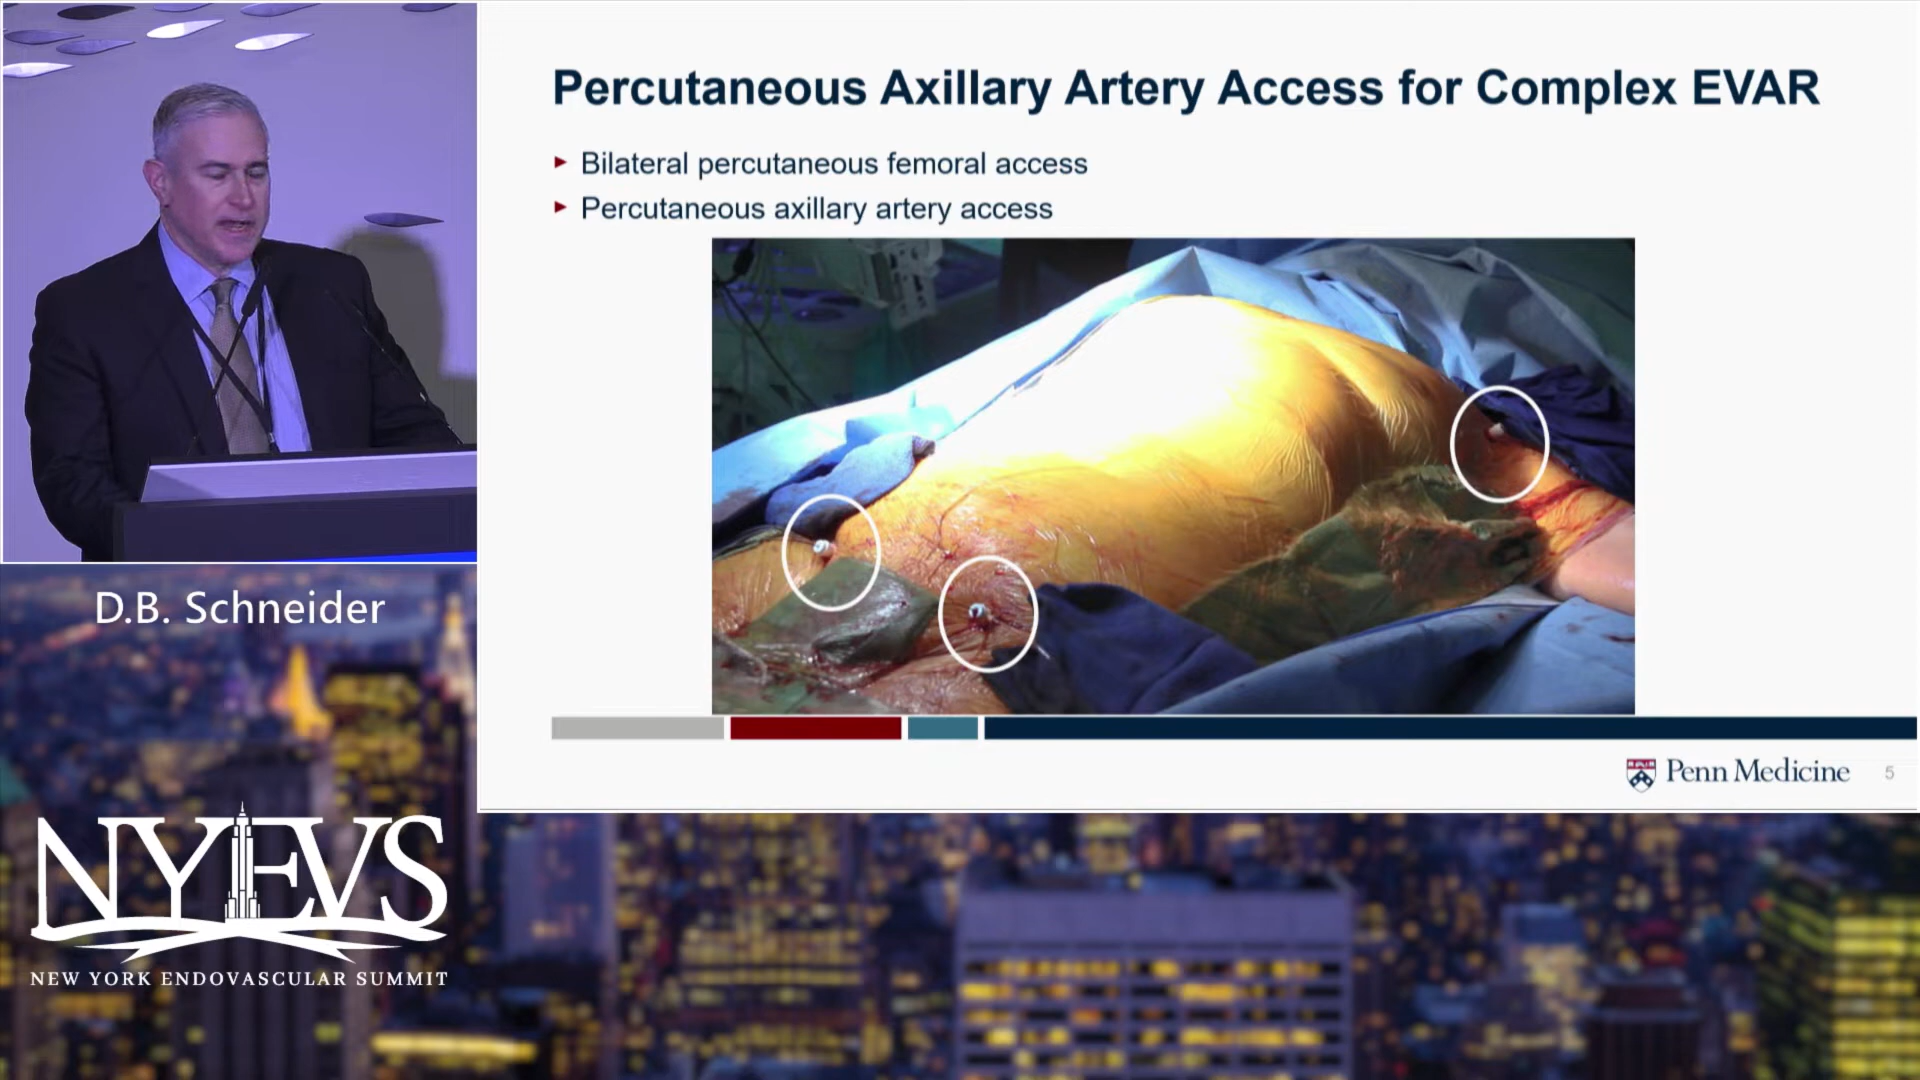 Percutaneous Axillary Artery Access for Complex EVAR
Bilateral percutaneous femoral access
Percutaneous axillary artery access
Penn Medicine
5
D.B. Schneider
NYEVS
NEW YORK ENDOVASCULAR SUMMIT